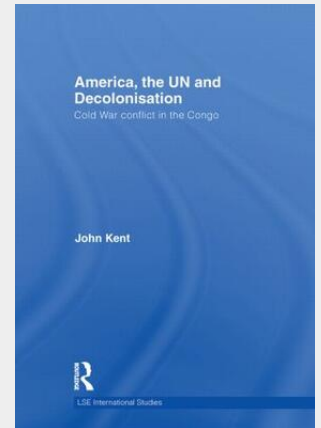 America, the UN and
Decolonisation
Cold War conflict in the Congo
John Kent
ROUTLEDGE
LSE International Studies